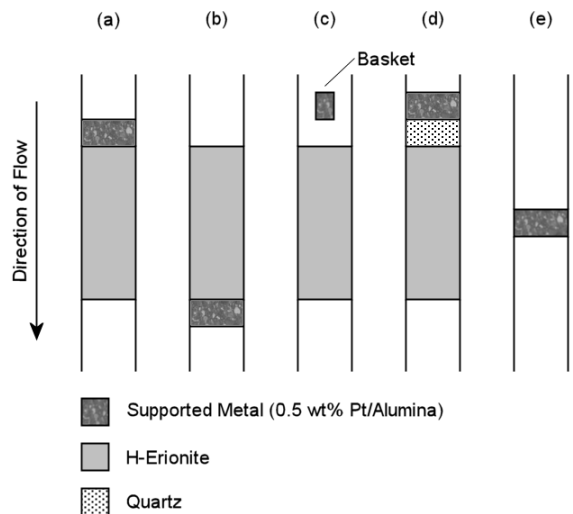 (a) (b) (c) (d) (e)
Basket
Direction of Flow
Supported Metal (0.5 wt% Pt/Alumina)
H-Erionite
Quartz